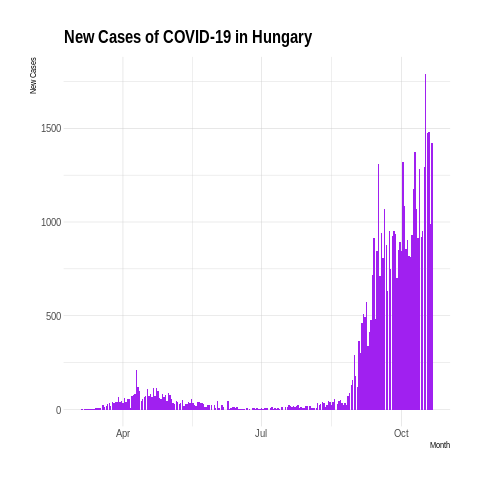 New Cases of COVID-19 in Hungary
New Cases
1500
1000
500
0
Apr
Jul
Oct
Month